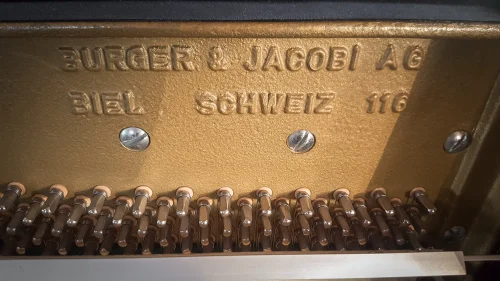 BURGER & JACOBI AG
BIEL SCHWEIZ 116